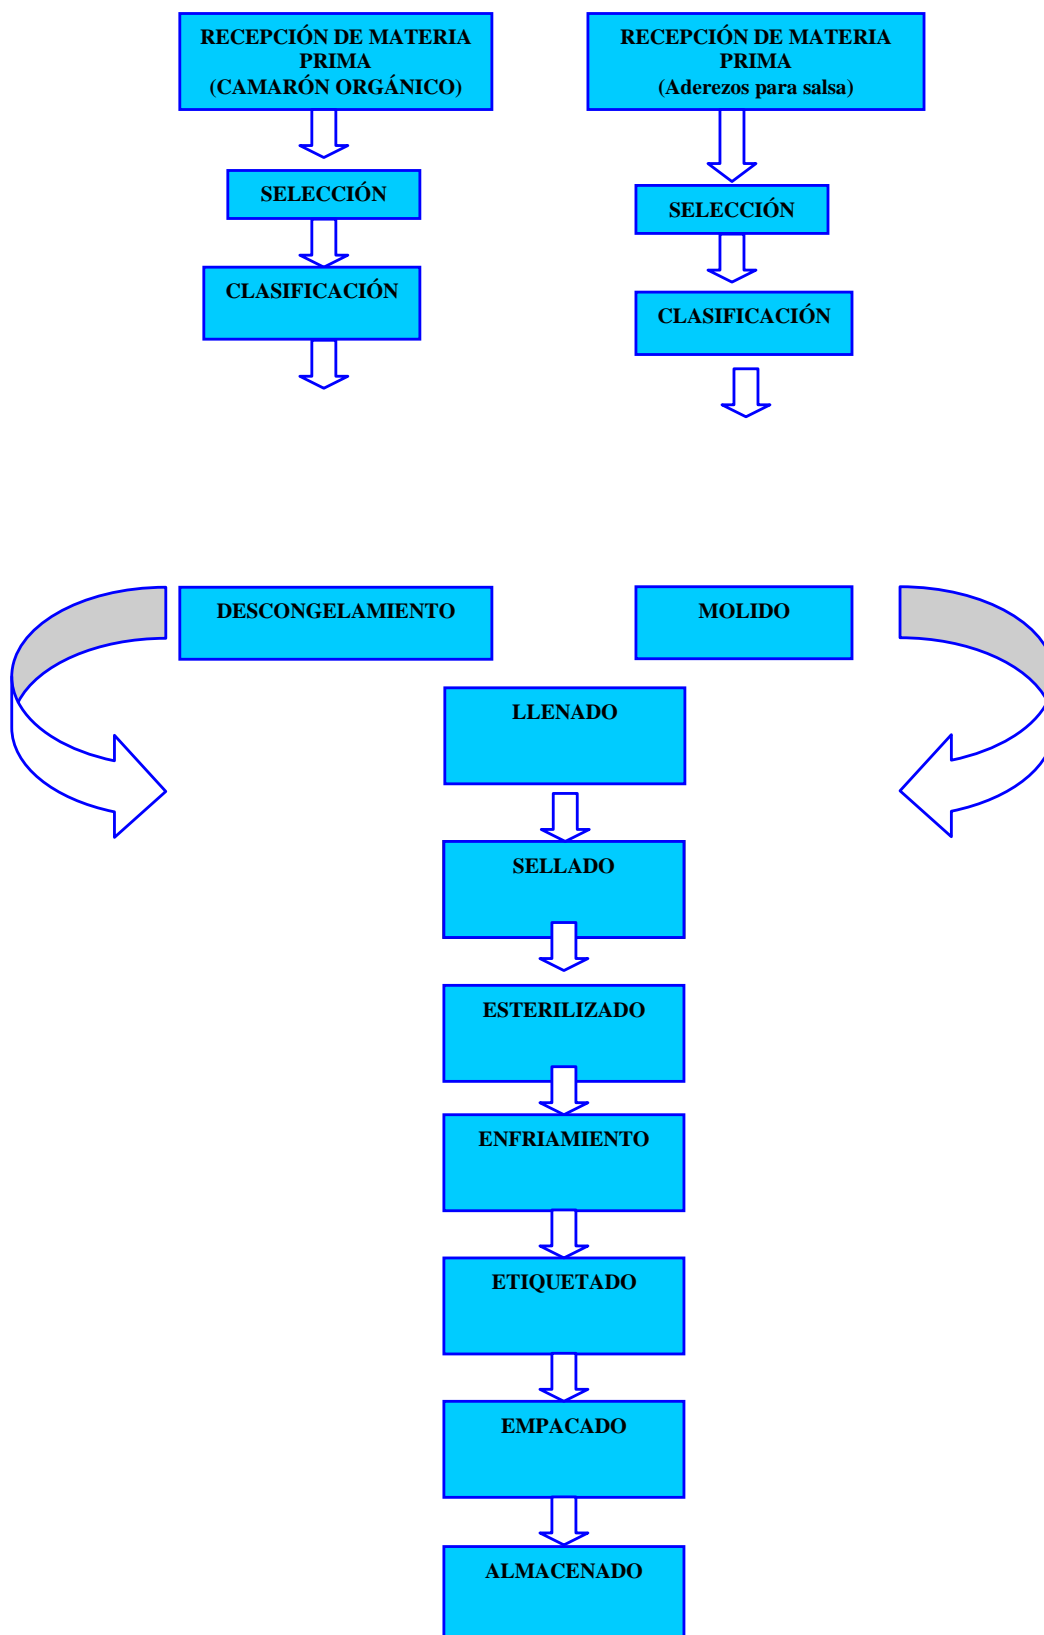 RECEPCIÓN DE MATERIA
PRIMA
(CAMARÓN ORGÁNICO)
RECEPCIÓN DE MATERIA
PRIMA
(Aderezos para salsa)
SELECCIÓN
SELECCIÓN
CLASIFICACIÓN
CLASIFICACIÓN
DESCONGELAMIENTO
MOLIDO
LLENADO
SELLADO
ESTERILIZADO
ENFRIAMIENTO
ETIQUETADO
EMPACADO
ALMACENADO